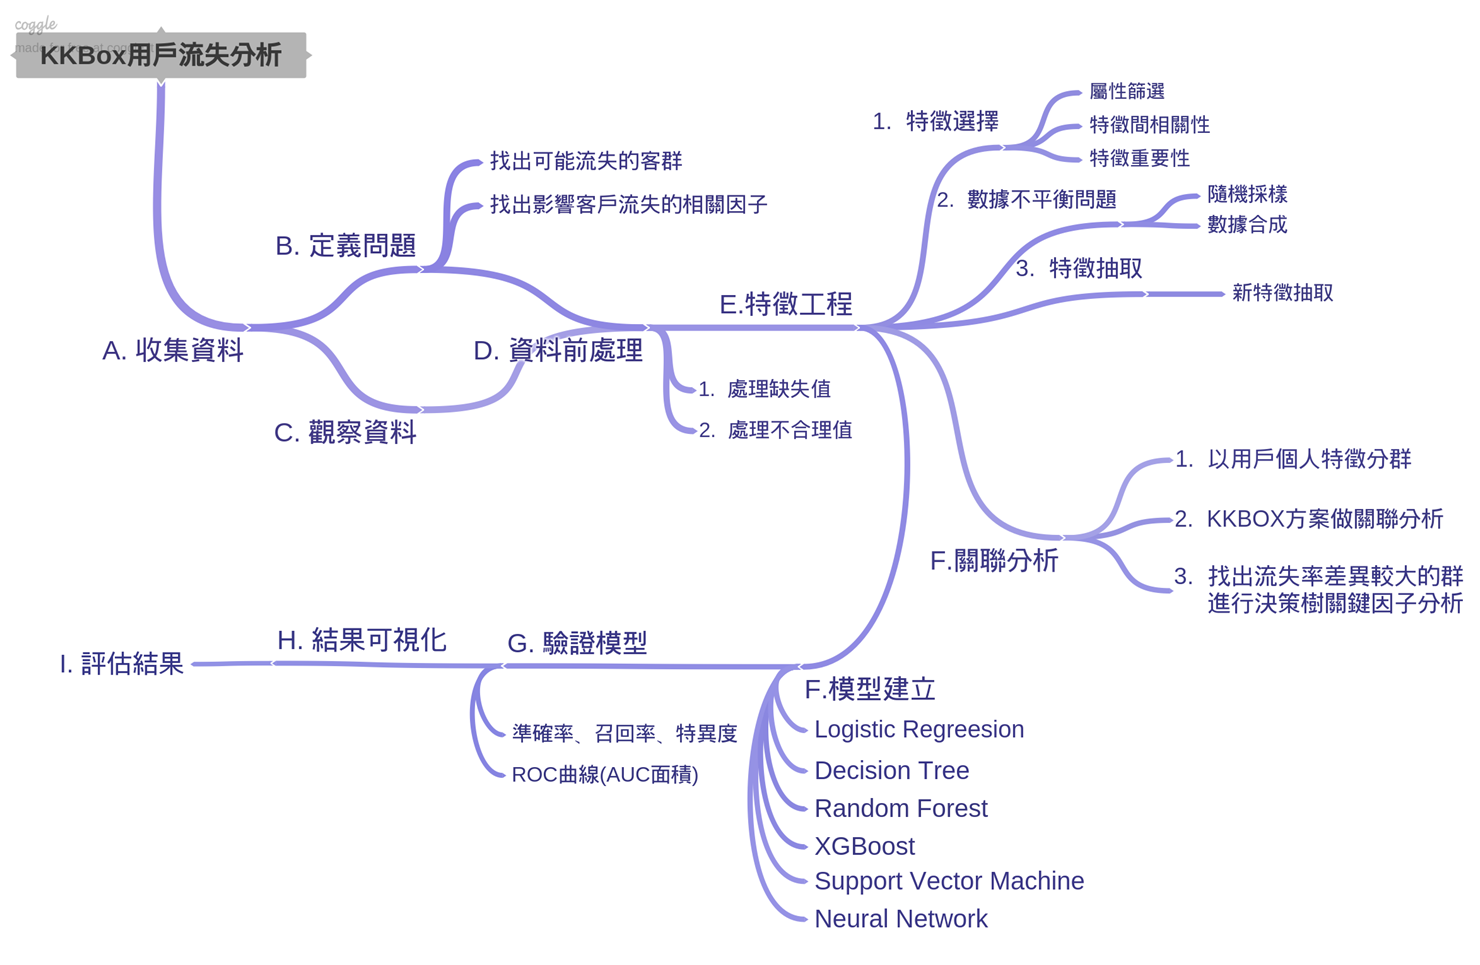 coggle
KKBox用戶流失分析
A. 收集資料
B. 定義問題
找出可能流失的客群
找出影響客戶流失的相關因子
C. 觀察資料
D. 資料前處理
1. 處理缺失值
2. 處理不合理值
E.特徵工程
1. 特徵選擇
屬性篩選
特徵間相關性
特徵重要性
2. 數據不平衡問題
隨機採樣
數據合成
3. 特徵抽取
新特徵抽取
F.關聯分析
1. 以用戶個人特徵分群
2. KKBOX方案做關聯分析
3. 找出流失率差異較大的群
進行決策樹關鍵因子分析
F.模型建立
Logistic Regreesion
Decision Tree
Random Forest
XGBoost
Support Vector Machine
Neural Network
G. 驗證模型
準確率、召回率、特異度
ROC曲線(AUC面積)
H. 結果可視化
I. 評估結果